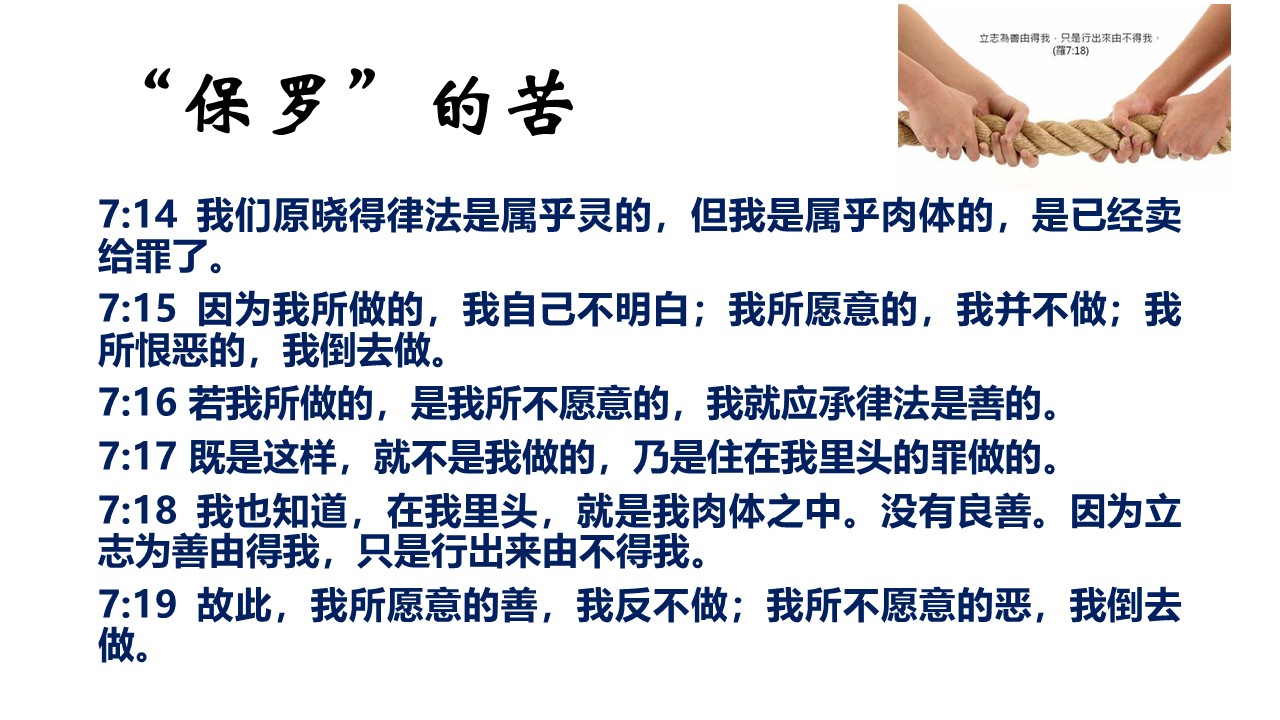 “保罗”的苦
立志為善由得我，只是行出來由不得我。
(羅7:18)
7:14 我们原晓得律法是属乎灵的，但我是属乎肉体的，是已经卖
给罪了。
7:15 因为我所做的，我自己不明白；我所愿意的，我并不做；我
所恨恶的，我倒去做。
7:16 若我所做的，是我所不愿意的，我就应承律法是善的。
7:17 既是这样，就不是我做的，乃是住在我里头的罪做的。
7:18 我也知道，在我里头，就是我肉体之中。没有良善。因为立
志为善由得我，只是行出来由不得我。
7:19 故此，我所愿意的善，我反不做；我所不愿意的恶，我倒去
做。